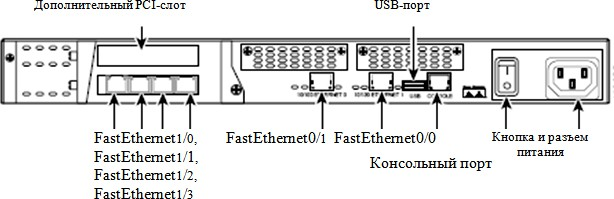 Дополнительный PCI-слот
USB-порт
USB
FastEthernet1/0,
FastEthernet1/1,
FastEthernet1/2,
FastEthernet1/3
FastEthernet0/1
FastEthernet0/0
Консольный порт
Кнопка и разъем
питания